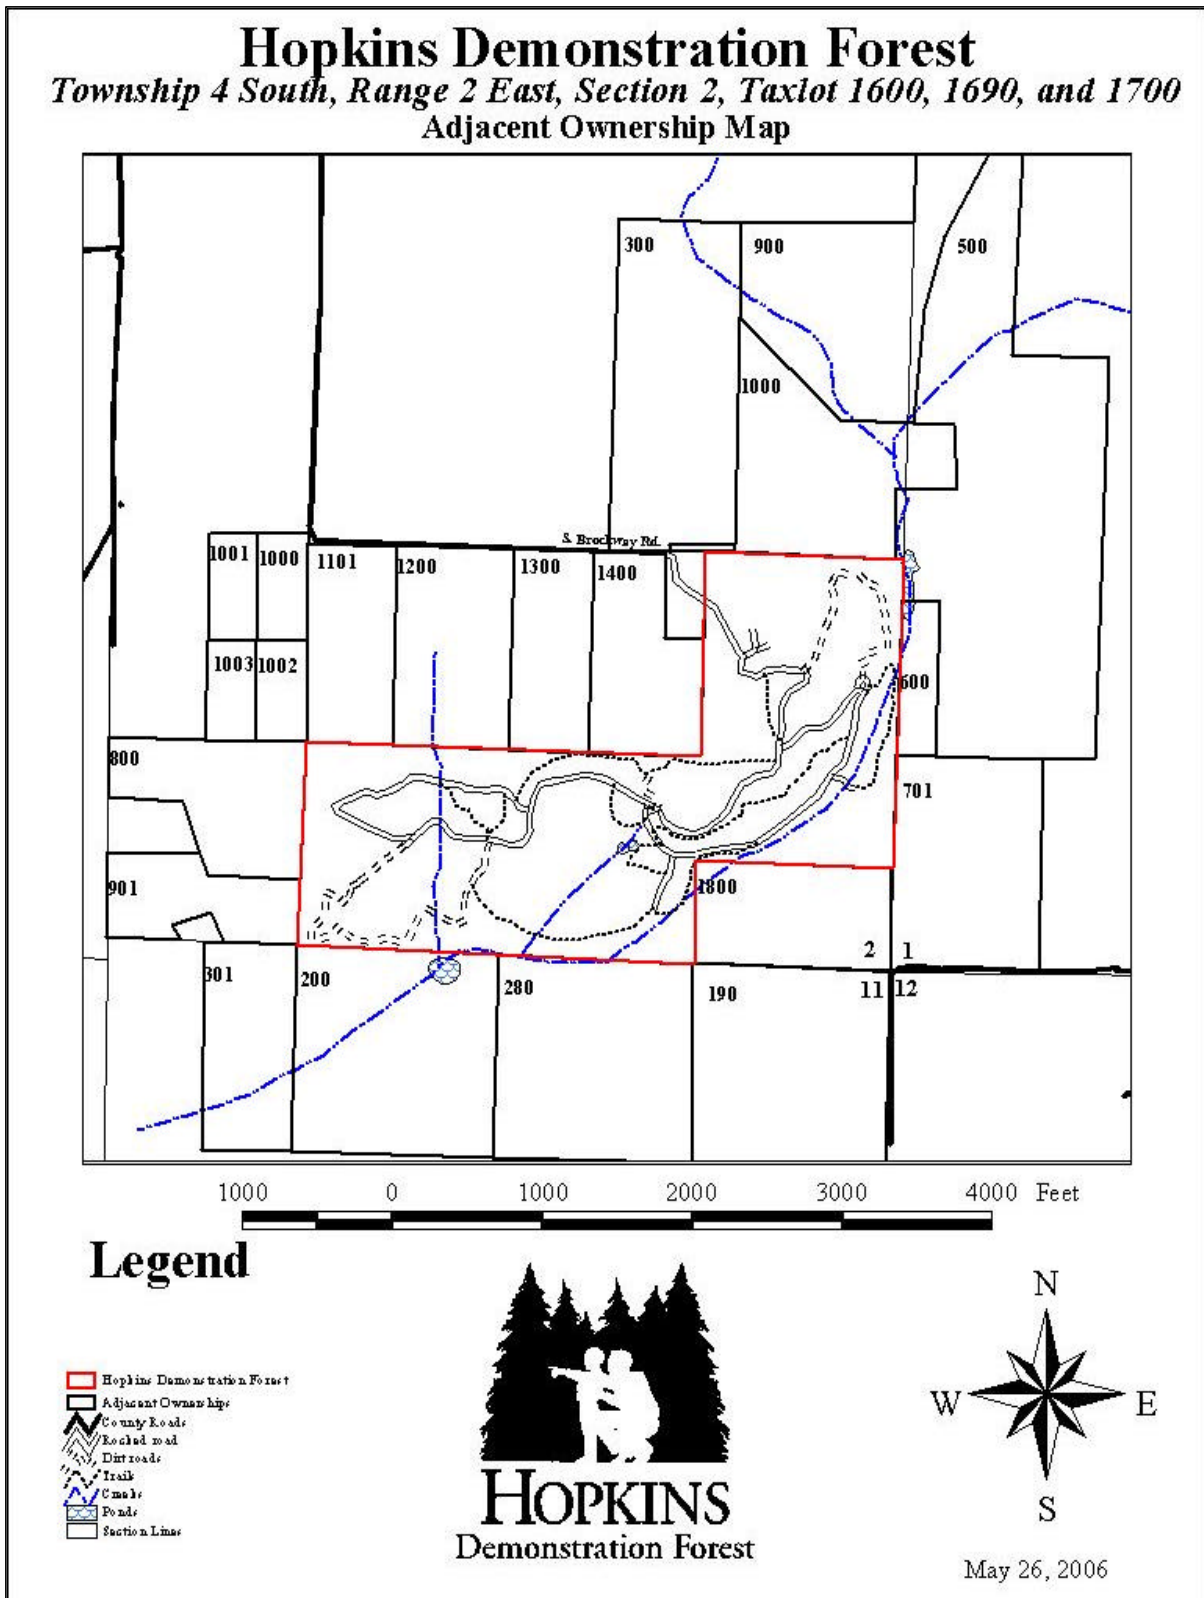 Hopkins Demonstration Forest
Township 4 South, Range 2 East, Section 2, Taxlot 1600, 1690, and 1700
Adjacent Ownership Map
300
900
500
1000
S. Brockway Rd.
1001
1000
1101
1200
1300
1400
1003
1002
600
800
701
901
1800
2
1
301
200
280
190
11
12
1000 0 1000 2000 3000 4000 Feet
Legend
Hopkins Demonstration Forest
Adjacent Ownerships
County Roads
Rocked road
Dirt roads
Trails
Creeks
Ponds
Section Lines
HOPKINS
Demonstration Forest
N
W
E
S
May 26, 2006